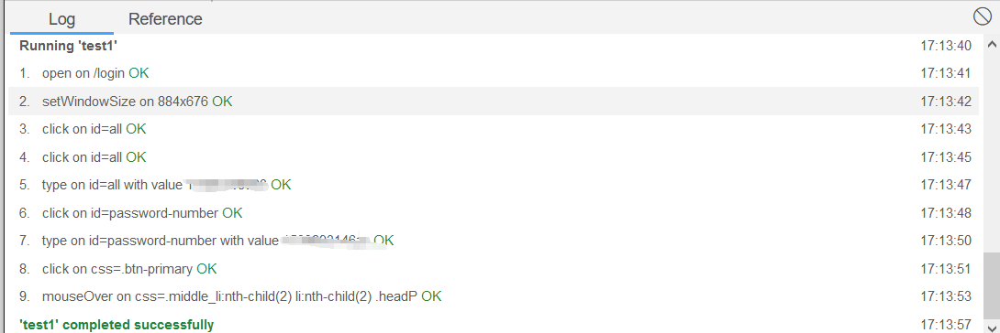 Log Reference
Running 'test1' 17:13:40
1. open on /login OK 17:13:41
2. setWindowSize on 884x676 OK 17:13:42
3. click on id=all OK 17:13:43
4. click on id=all OK 17:13:45
5. type on id=all with value OK 17:13:47
6. click on id=password-number OK 17:13:48
7. type on id=password-number with value OK 17:13:50
8. click on css=.btn-primary OK 17:13:51
9. mouseOver on css=.middle_li:nth-child(2) li:nth-child(2) .headP OK 17:13:53
'test1' completed successfully 17:13:57